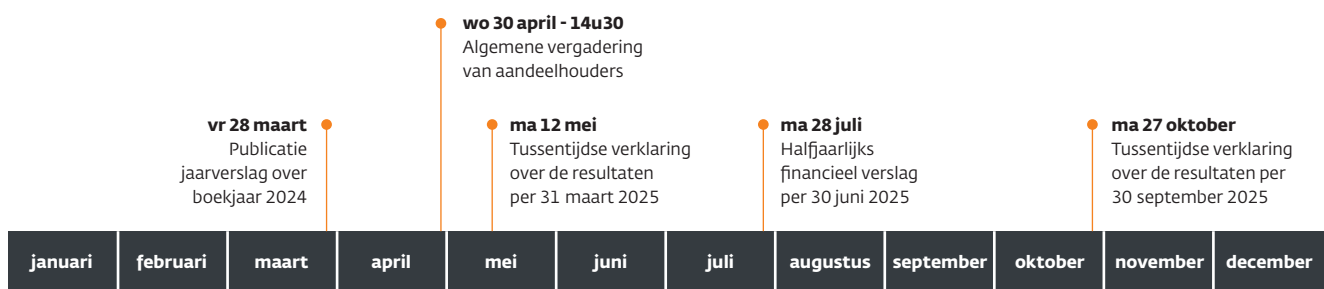 wo 30 april - 14u30
Algemene vergadering
van aandeelhouders
vr 28 maart
Publicatie
jaarverslag over
boekjaar 2024
ma 12 mei
Tussentijdse verklaring
over de resultaten
per 31 maart 2025
ma 28 juli
Halfjaarlijks
financieel verslag
per 30 juni 2025
ma 27 oktober
Tussentijdse verklaring
over de resultaten per
30 september 2025
januari februari maart april mei juni juli augustus september oktober november december